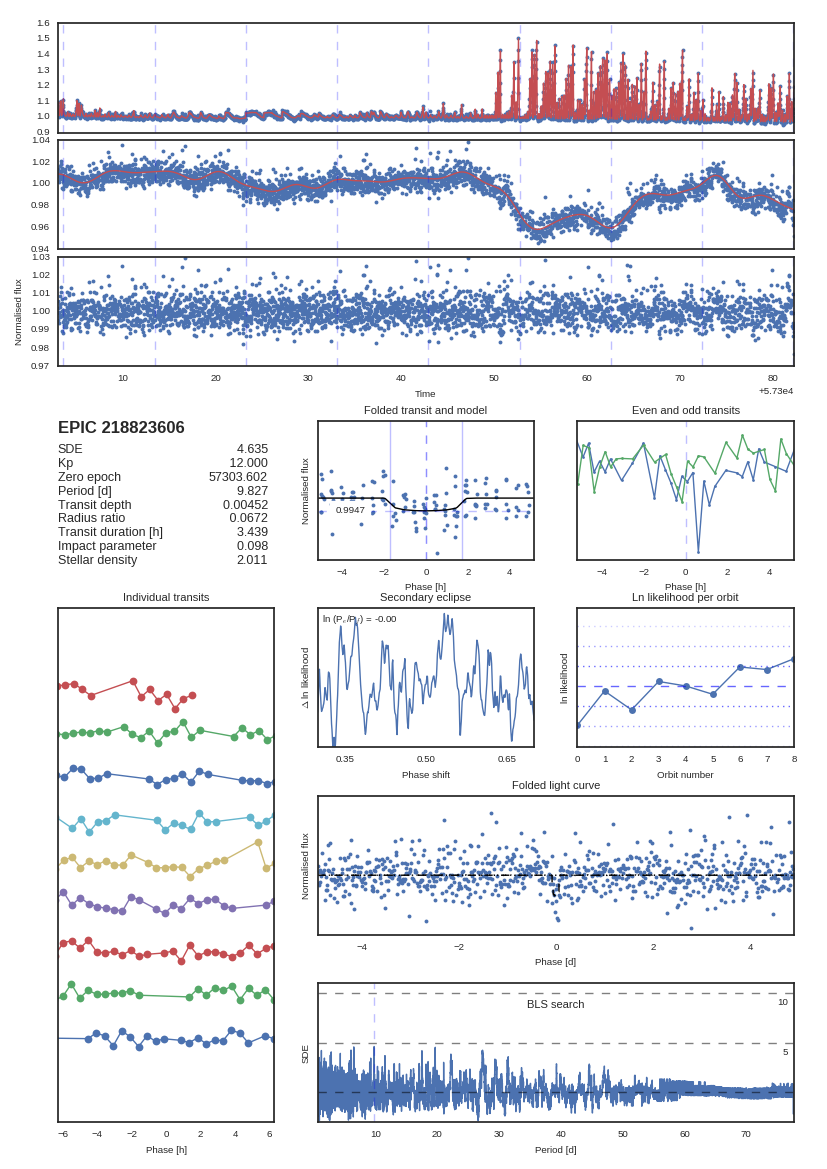 1.6
1.5
1.4
1.3
1.2
1.1
1.0
0.9
1.04
1.02
1.00
0.98
0.96
0.94
1.03
1.02
1.01
1.00
0.99
0.98
0.97
Normalised flux
10 20 30 40 50 60 70 80
Time
+5.73e4
EPIC 218823606
SDE 4.635
Kp 12.000
Zero epoch 57303.602
Period [d] 9.827
Transit depth 0.00452
Radius ratio 0.0672
Transit duration [h] 3.439
Impact parameter 0.098
Stellar density 2.011
Folded transit and model
Normalised flux
0.9947
−4 −2 0 2 4
Phase [h]
Even and odd transits
−4 −2 0 2 4
Phase [h]
Individual transits
−6 −4 −2 0 2 4 6
Phase [h]
Secondary eclipse
Δ ln likelihood
0.35 0.50 0.65
Phase shift
Ln likelihood per orbit
ln likelihood
0 1 2 3 4 5 6 7 8
Orbit number
Folded light curve
Normalised flux
−4 −2 0 2 4
Phase [d]
BLS search
10
5
SDE
10 20 30 40 50 60 70
Period [d]